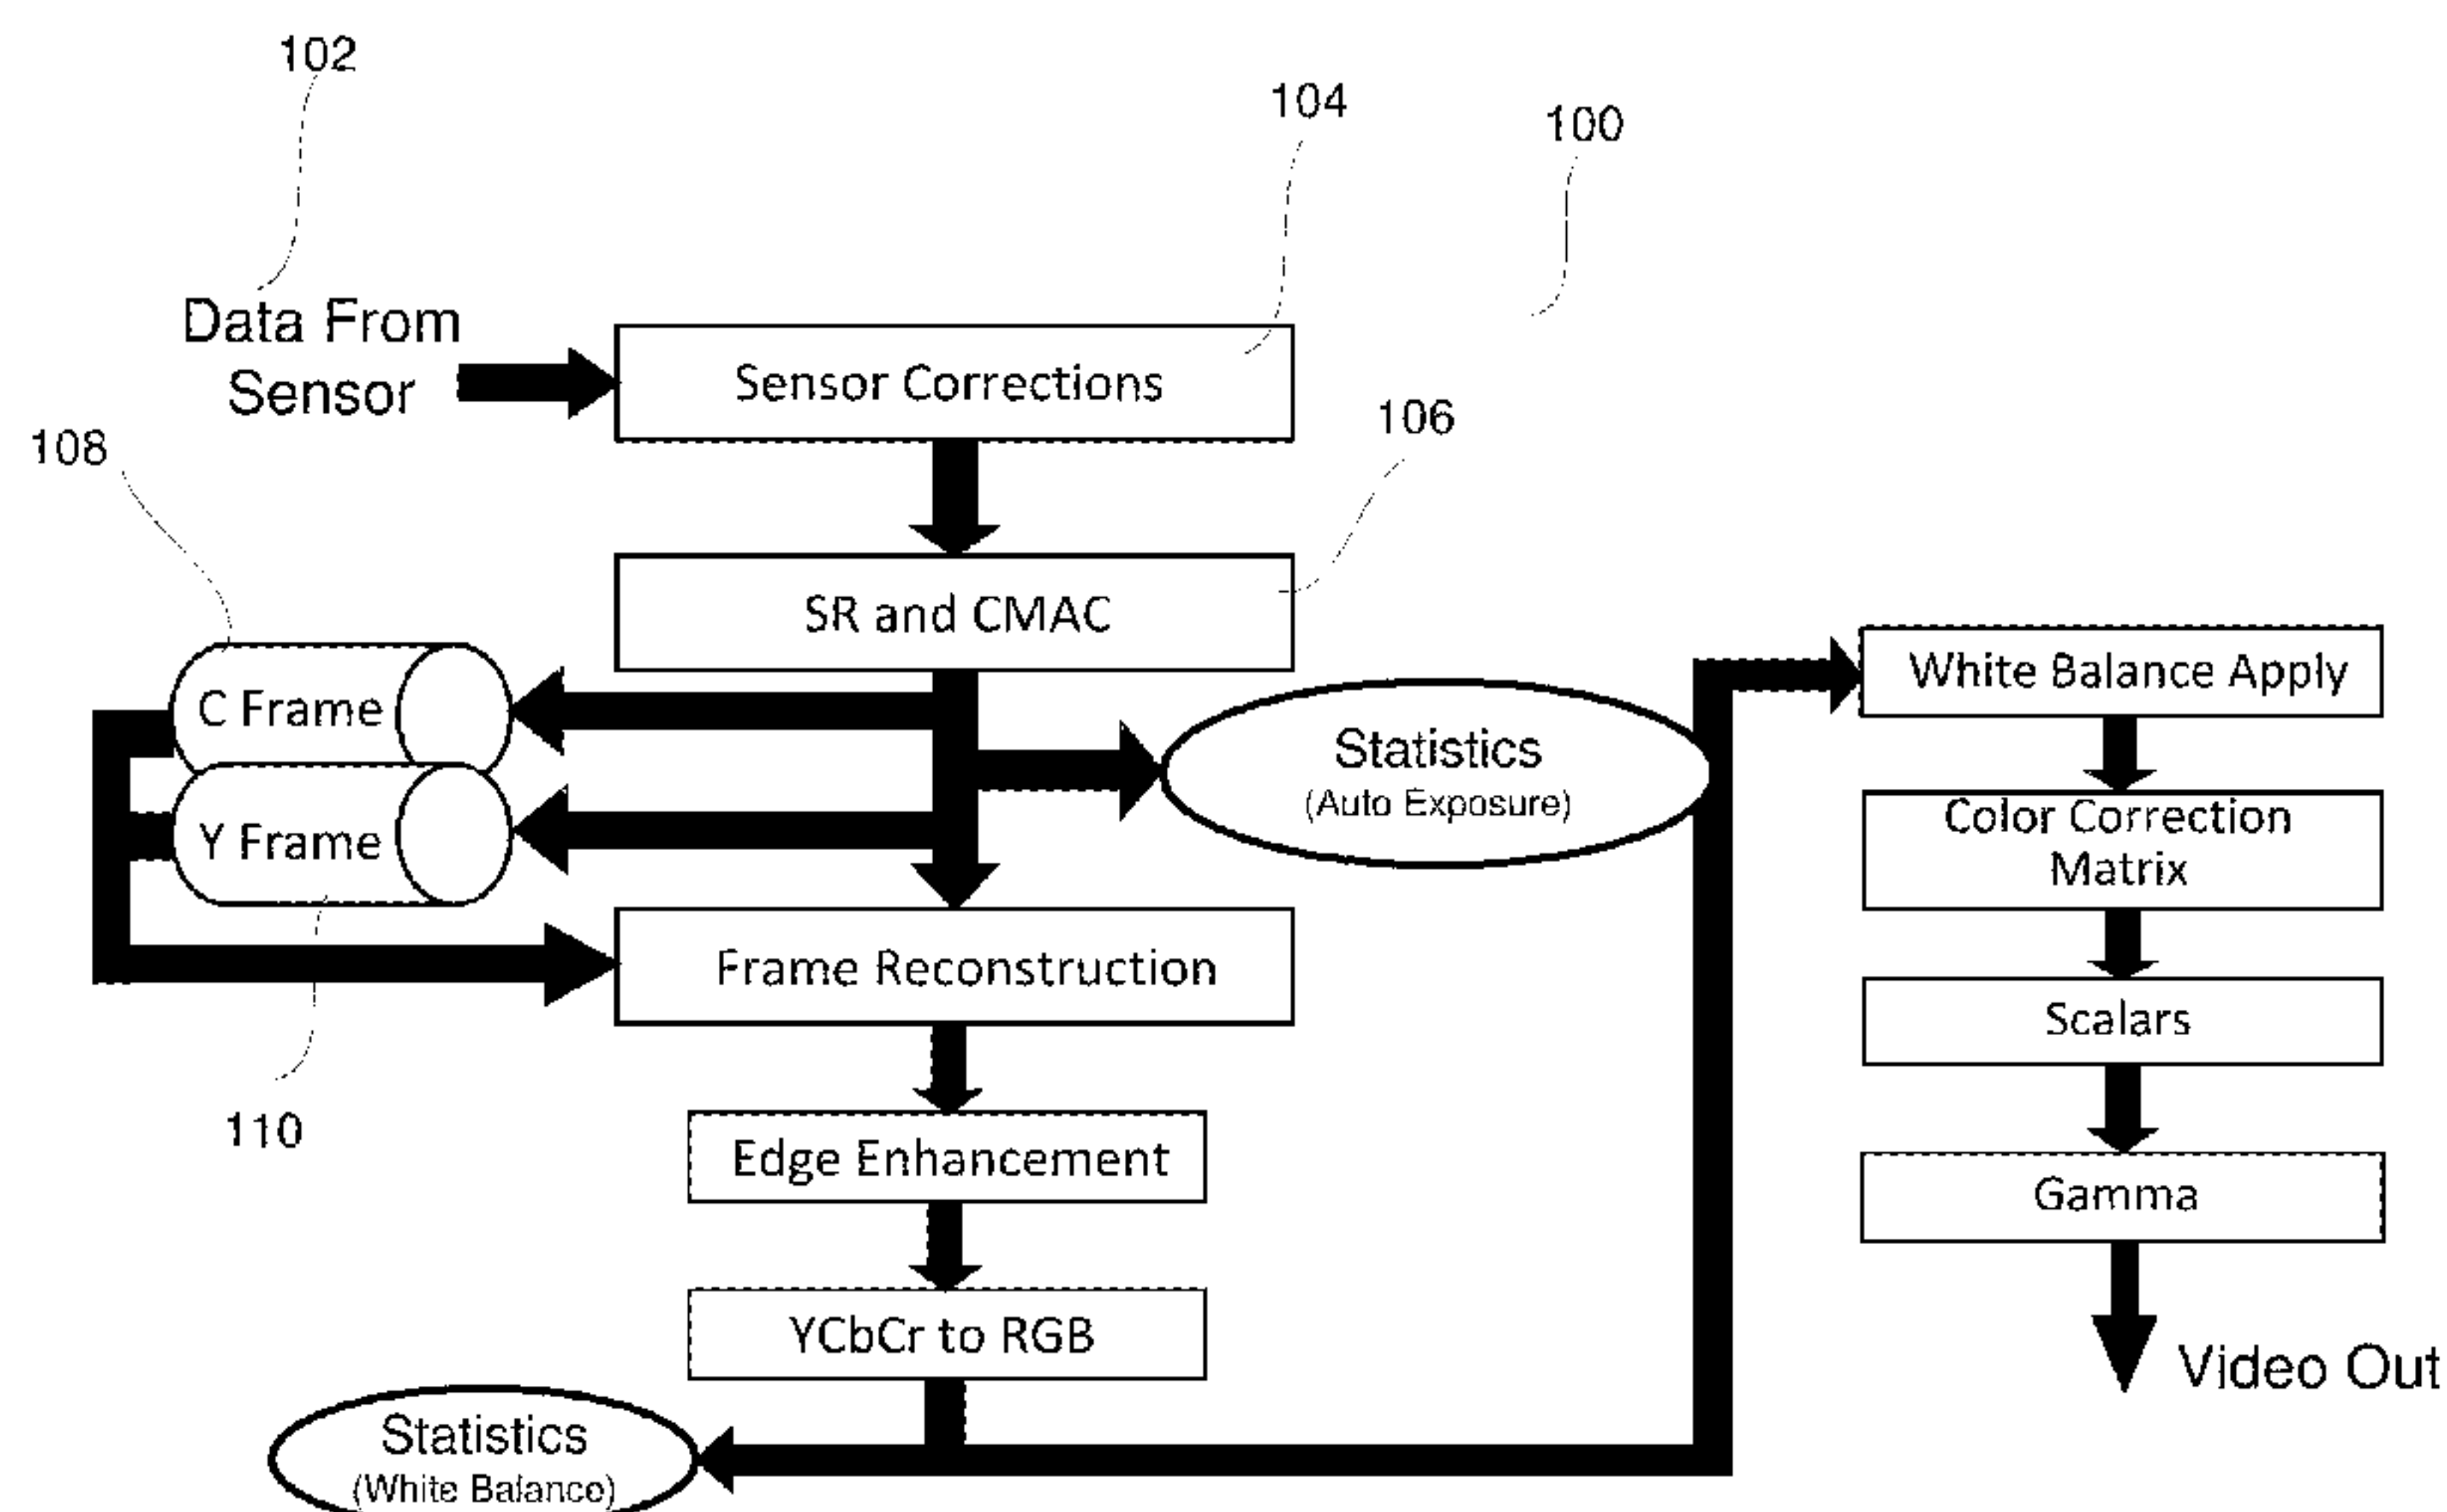 102
104
100
Data From
Sensor
Sensor Corrections
106
108
SR and CMAC
White Balance Apply
C Frame
Statistics
(Auto Exposure)
Y Frame
Color Correction
Matrix
Frame Reconstruction
Scalars
110
Edge Enhancement
Gamma
YCbCr to RGB
Video Out
Statistics
(White Balance)